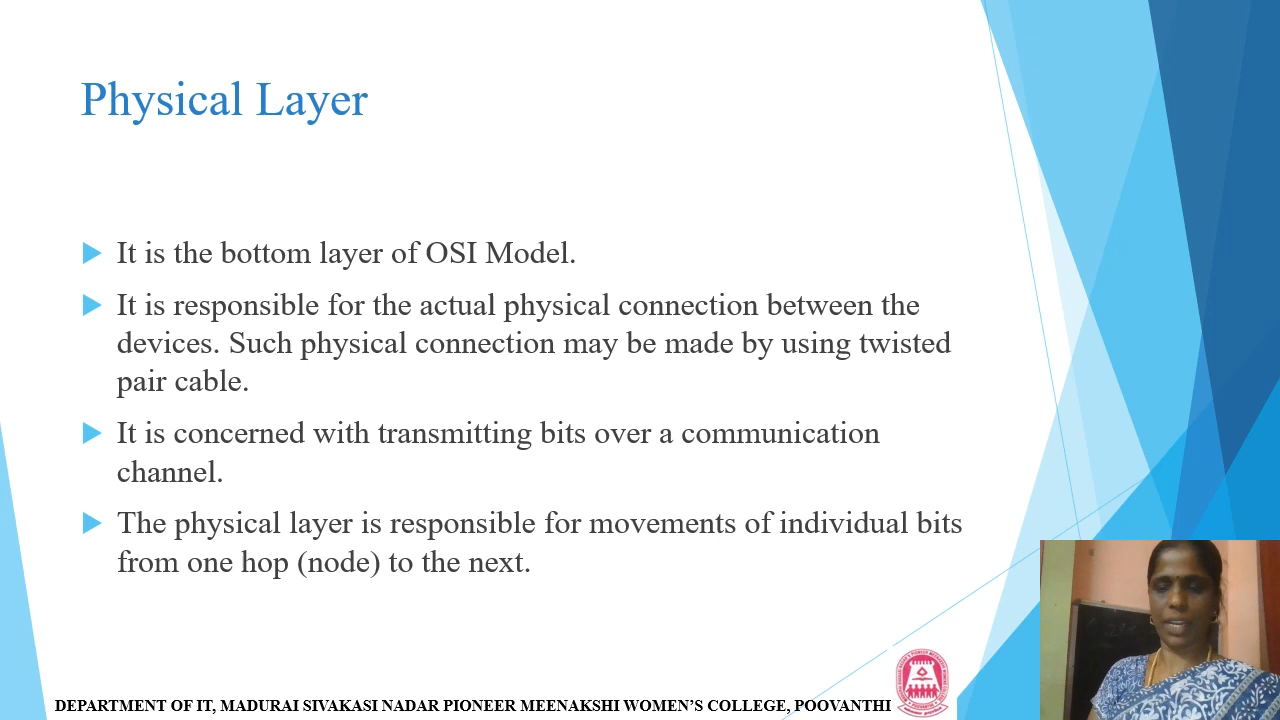 Physical Layer
It is the bottom layer of OSI Model.
It is responsible for the actual physical connection between the
devices. Such physical connection may be made by using twisted
pair cable.
It is concerned with transmitting bits over a communication
channel.
The physical layer is responsible for movements of individual bits
from one hop (node) to the next.
DEPARTMENT OF IT, MADURAI SIVAKASI NADAR PIONEER MEENAKSHI WOMEN’S COLLEGE, POOVANTHI